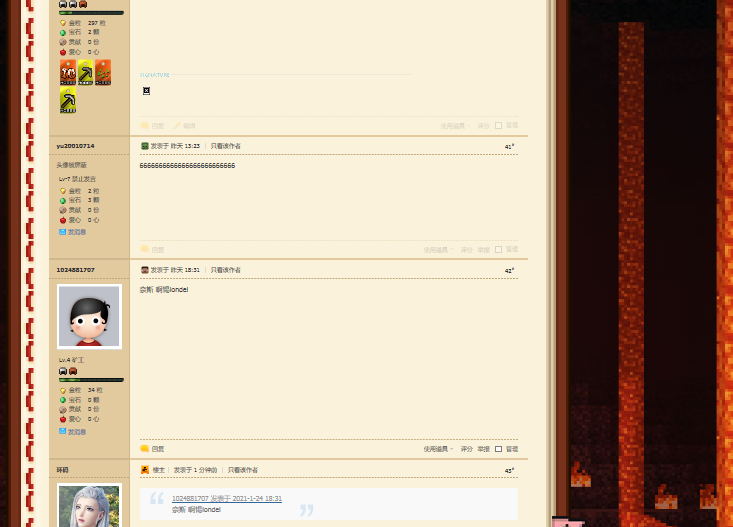 金粒 297 粒
宝石 2 颗
贡献 0 份
爱心 0 心
SIGNATURE
回复 编辑
使用道具 评分 管理
yu20010714
发表于 昨天 13:23 | 只看该作者
41#
头像被屏蔽
66666666666666666666666666
Lv-? 禁止发言
金粒 2 粒
宝石 3 颗
贡献 0 份
爱心 0 心
发消息
回复
使用道具 评分 举报 管理
1024881707
发表于 昨天 18:31 | 只看该作者
42#
奈斯 啊锡londel
Lv.4 矿工
金粒 34 粒
宝石 0 颗
贡献 0 份
爱心 0 心
发消息
回复
使用道具 评分 举报 管理
环码
楼主 | 发表于 1 分钟前 | 只看该作者
43#
1024881707 发表于 2021-1-24 18:31
奈斯 啊锡londel